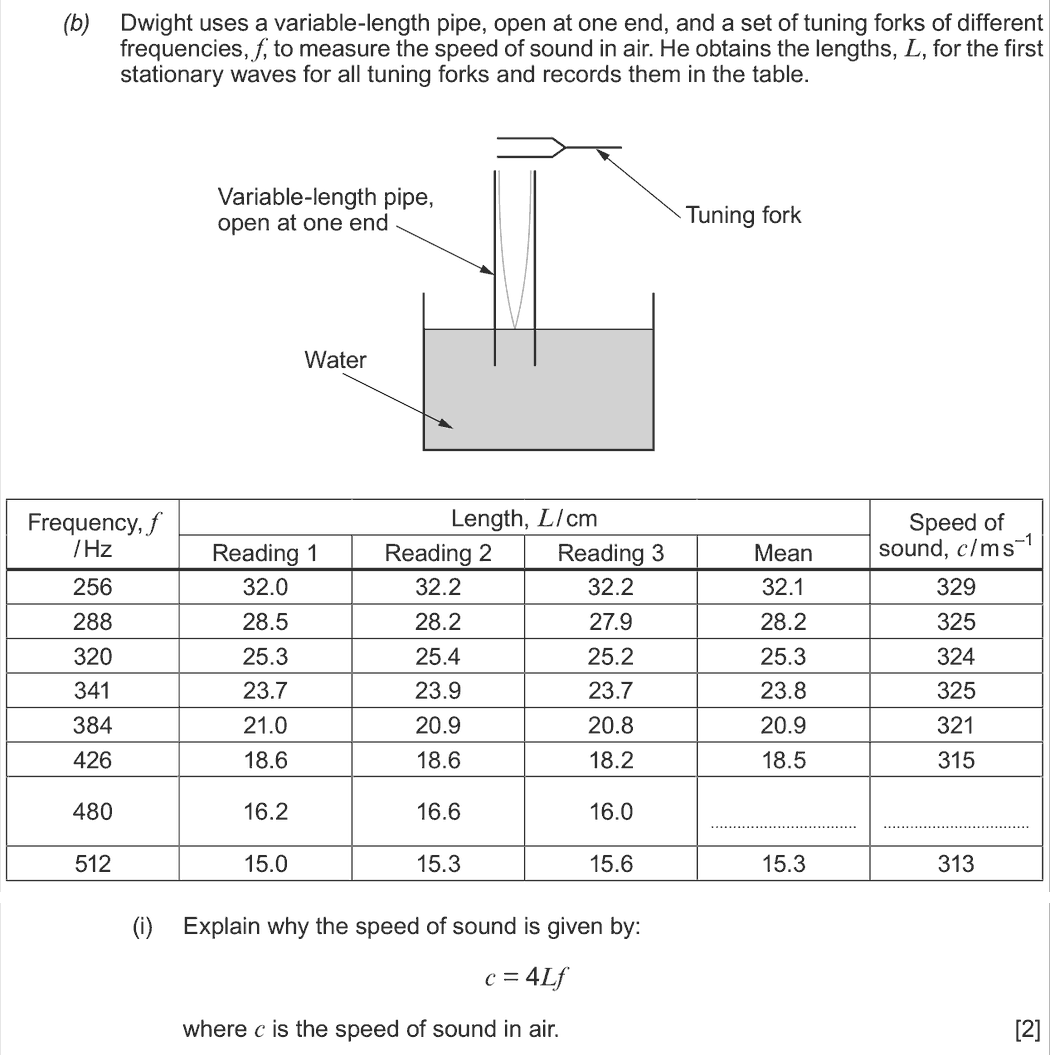 (b) Dwight uses a variable-length pipe, open at one end, and a set of tuning forks of different
frequencies, f, to measure the speed of sound in air. He obtains the lengths, L, for the first
stationary waves for all tuning forks and records them in the table.
Variable-length pipe,
open at one end
Tuning fork
Water
Frequency, f
/Hz
Length, L/cm
Speed of
sound, c/m s⁻¹
Reading 1 Reading 2 Reading 3 Mean
256 32.0 32.2 32.2 32.1 329
288 28.5 28.2 27.9 28.2 325
320 25.3 25.4 25.2 25.3 324
341 23.7 23.9 23.7 23.8 325
384 21.0 20.9 20.8 20.9 321
426 18.6 18.6 18.2 18.5 315
480 16.2 16.6 16.0
512 15.0 15.3 15.6 15.3 313
(i) Explain why the speed of sound is given by:
c = 4Lf
where c is the speed of sound in air. [2]